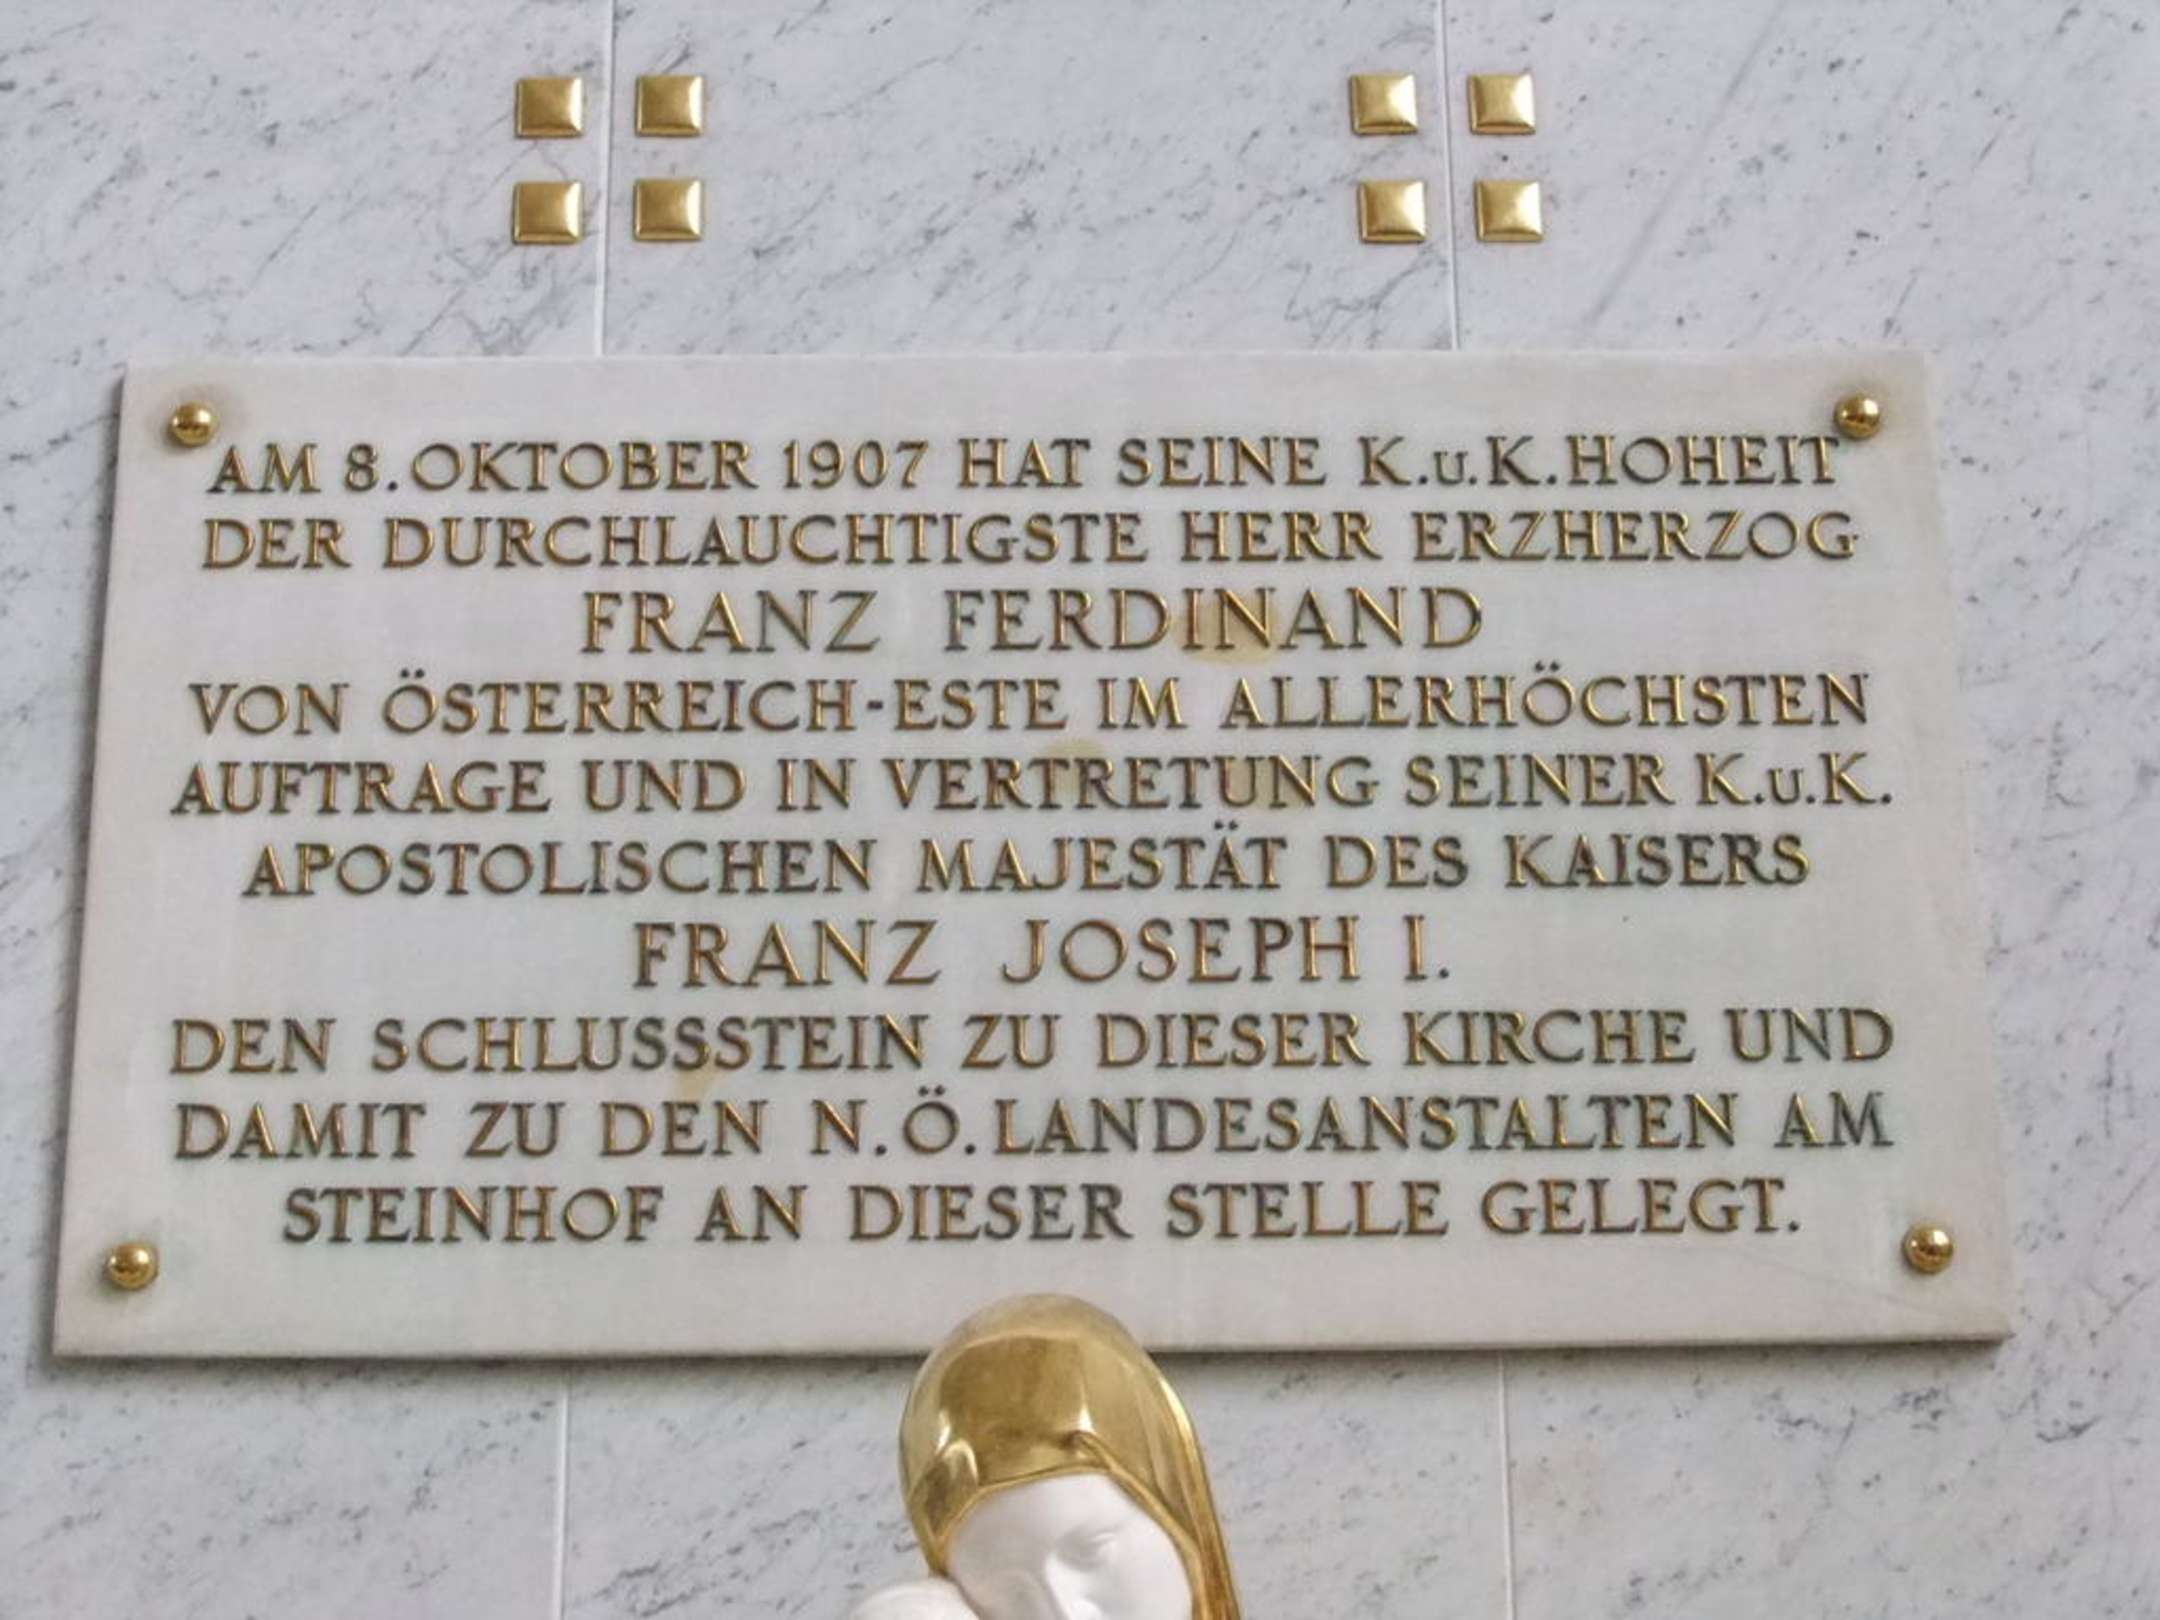 AM 8. OKTOBER 1907 HAT SEINE K.u.K. HOHEIT
DER DURCHLAUCHTIGSTE HERR ERZHERZOG
FRANZ FERDINAND
VON ÖSTERREICH-ESTE IM ALLERHÖCHSTEN
AUFTRAGE UND IN VERTRETUNG SEINER K.u.K.
APOSTOLISCHEN MAJESTÄT DES KAISERS
FRANZ JOSEPH I.
DEN SCHLUSSSTEIN ZU DIESER KIRCHE UND
DAMIT ZU DEN N.Ö. LANDESANSTALTEN AM
STEINHOF AN DIESER STELLE GELEGT.